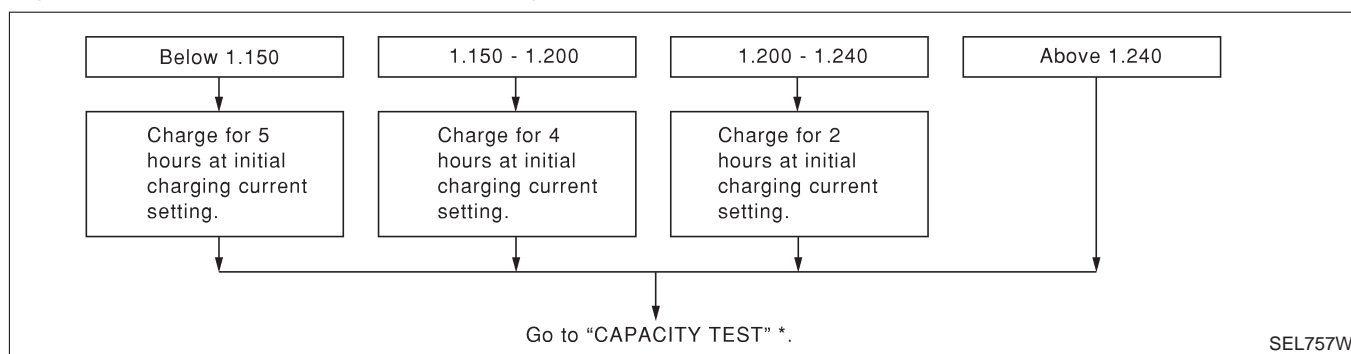 Below 1.150
1.150 - 1.200
1.200 - 1.240
Above 1.240
Charge for 5
hours at initial
charging current
setting.
Charge for 4
hours at initial
charging current
setting.
Charge for 2
hours at initial
charging current
setting.
Go to “CAPACITY TEST” *.
SEL757W